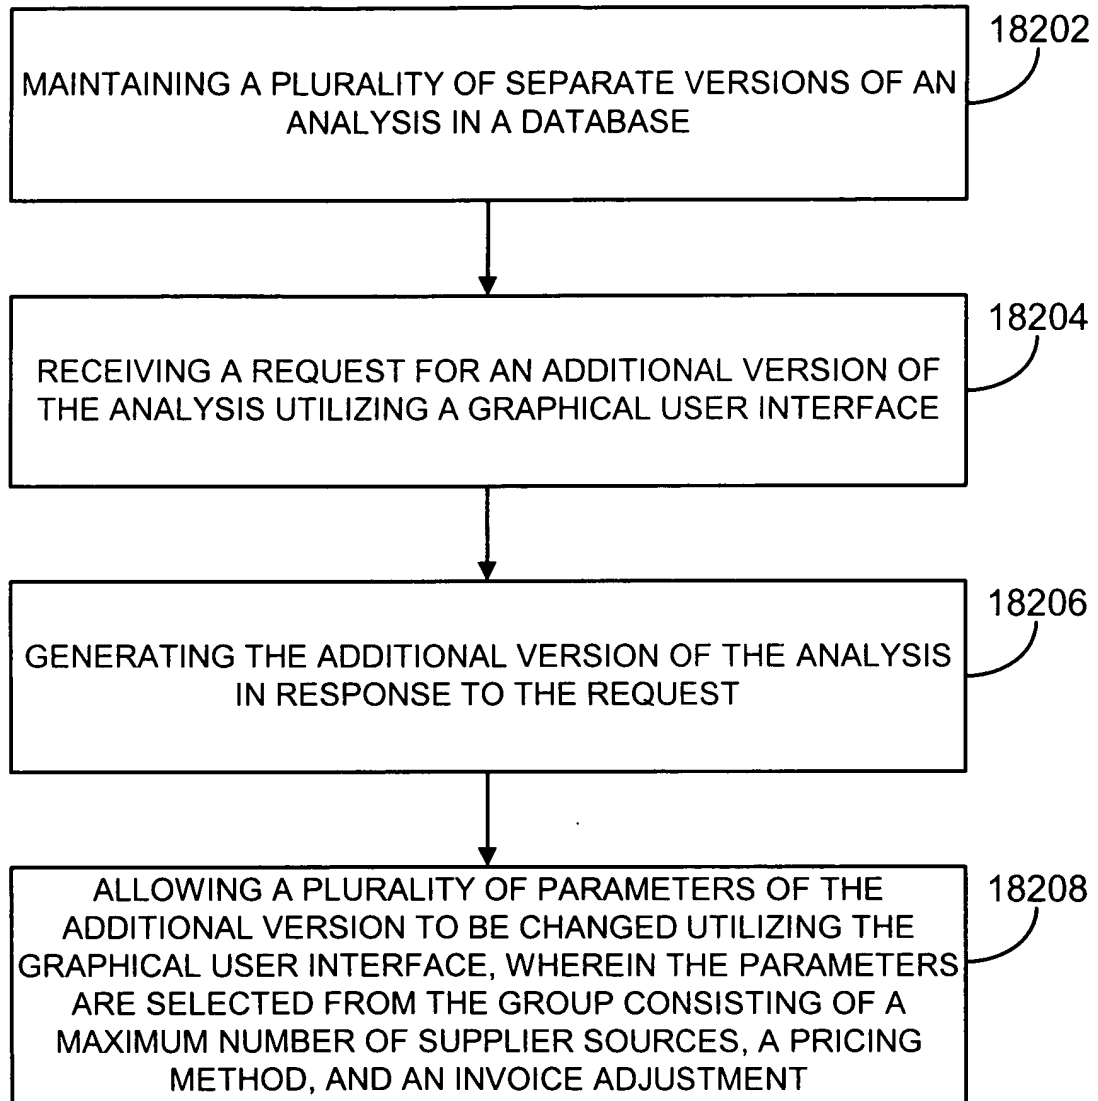 18202
MAINTAINING A PLURALITY OF SEPARATE VERSIONS OF AN
ANALYSIS IN A DATABASE
18204
RECEIVING A REQUEST FOR AN ADDITIONAL VERSION OF
THE ANALYSIS UTILIZING A GRAPHICAL USER INTERFACE
18206
GENERATING THE ADDITIONAL VERSION OF THE ANALYSIS
IN RESPONSE TO THE REQUEST
18208
ALLOWING A PLURALITY OF PARAMETERS OF THE
ADDITIONAL VERSION TO BE CHANGED UTILIZING THE
GRAPHICAL USER INTERFACE, WHEREIN THE PARAMETERS
ARE SELECTED FROM THE GROUP CONSISTING OF A
MAXIMUM NUMBER OF SUPPLIER SOURCES, A PRICING
METHOD, AND AN INVOICE ADJUSTMENT